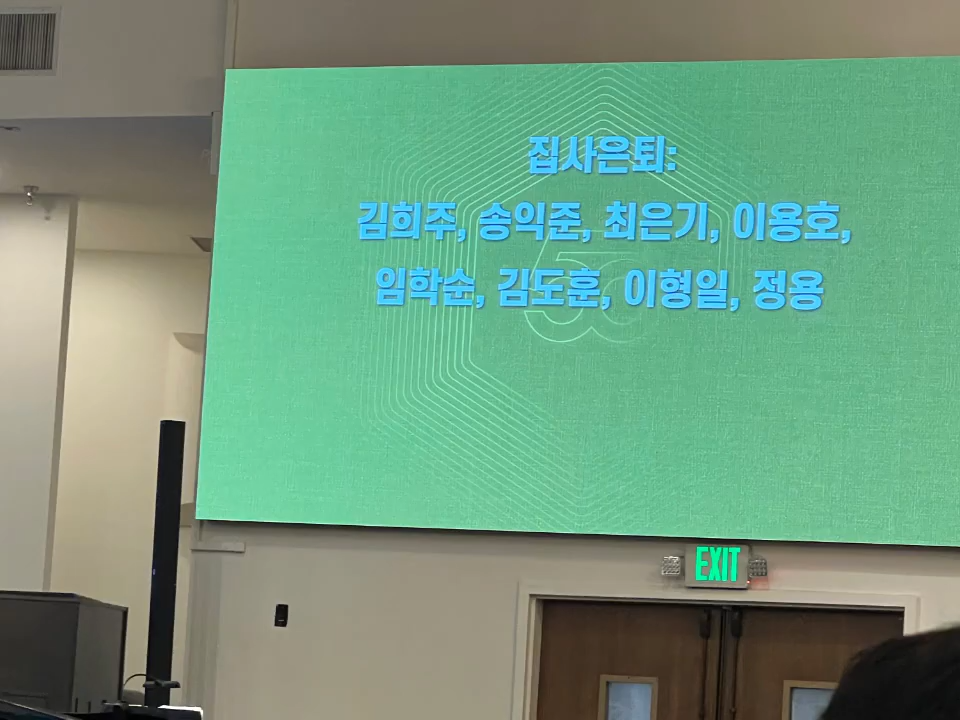 집사은퇴:
김희주, 송익준, 최은기, 이용호,
임학순, 김도훈, 이형일, 정용
50
EXIT